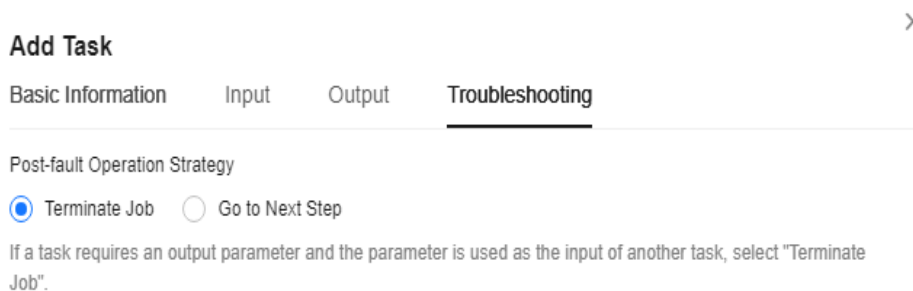 Add Task
Basic Information Input Output Troubleshooting
Post-fault Operation Strategy
Terminate Job Go to Next Step
If a task requires an output parameter and the parameter is used as the input of another task, select "Terminate
Job".